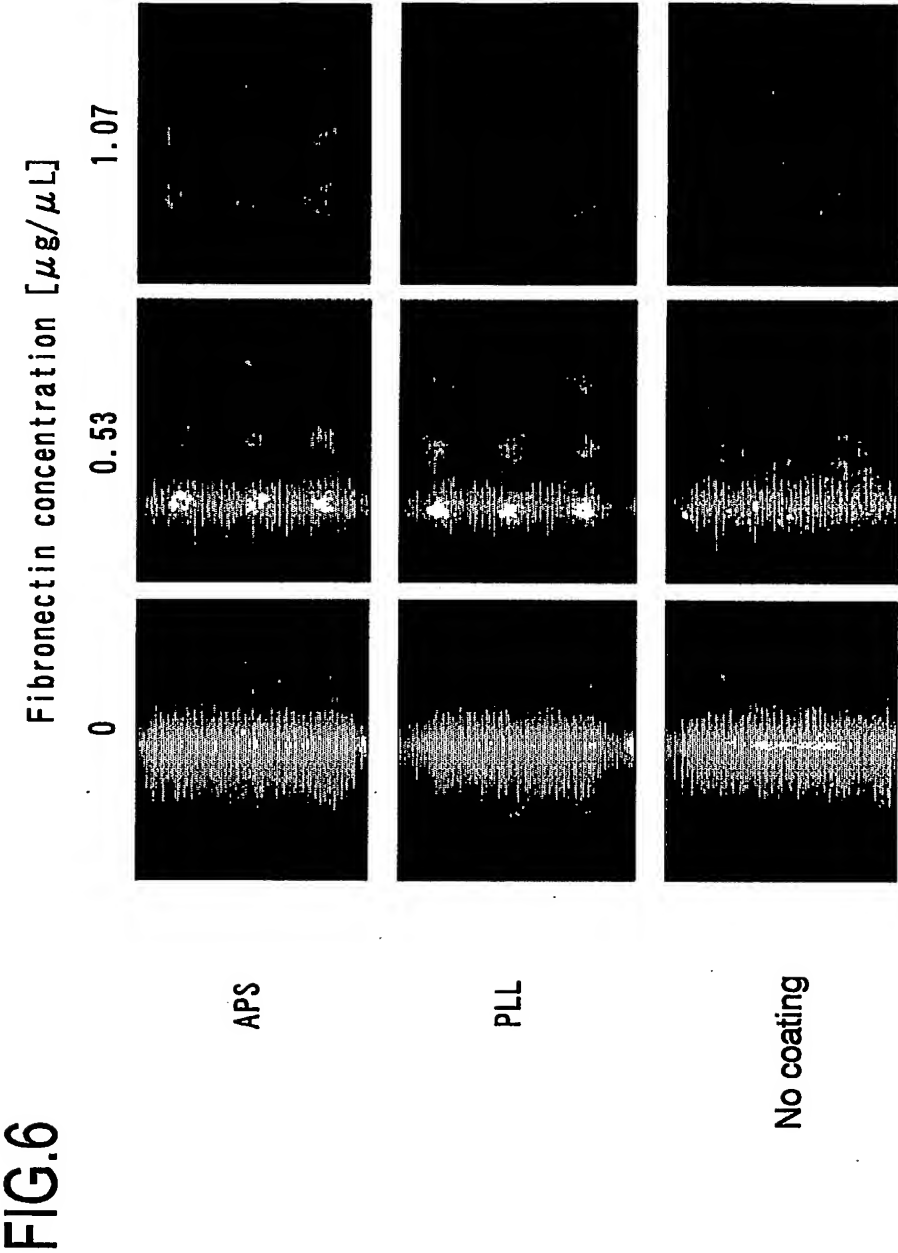 FIG.6
Fibronectin concentration [μg/μL]
0
0.53
1.07
APS
PLL
No coating